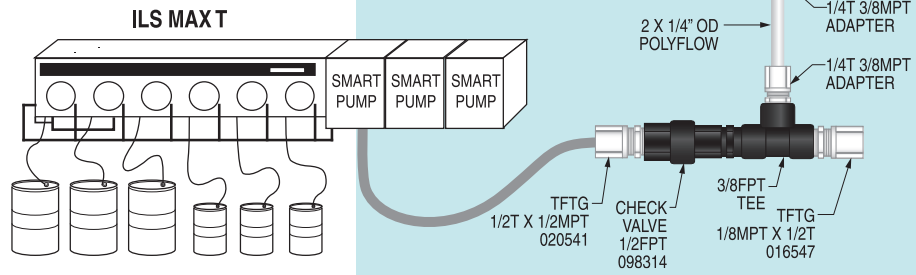 ILS MAX T
SMART
PUMP
SMART
PUMP
SMART
PUMP
2 X 1/4" OD
POLYFLOW
1/4T 3/8MPT
ADAPTER
1/4T 3/8MPT
ADAPTER
TFTG
1/2T X 1/2MPT
020541
CHECK
VALVE
1/2FPT
098314
3/8FPT
TEE
TFTG
1/8MPT X 1/2T
016547